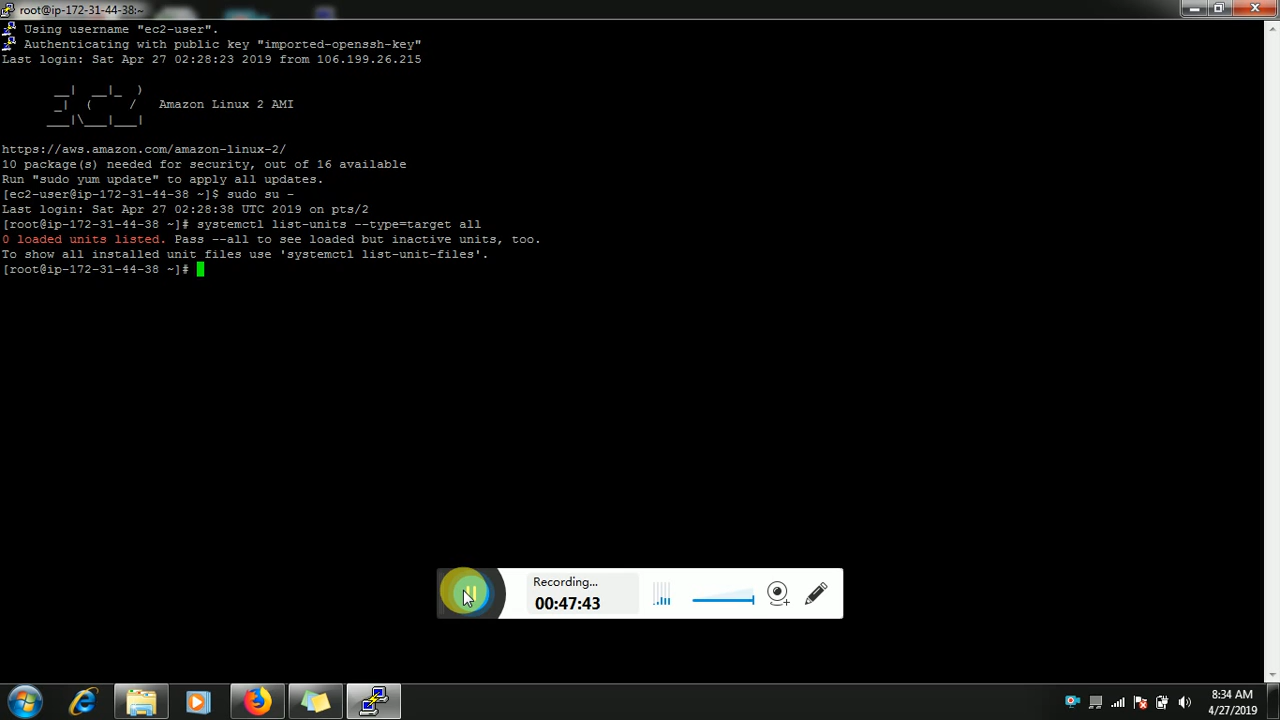 root@ip-172-31-44-38:~
Using username "ec2-user".
Authenticating with public key "imported-openssh-key"
Last login: Sat Apr 27 02:28:23 2019 from 106.199.26.215
__|  __|_  )
_|  (     /   Amazon Linux 2 AMI
___|\___|___|
https://aws.amazon.com/amazon-linux-2/
10 package(s) needed for security, out of 16 available
Run "sudo yum update" to apply all updates.
[ec2-user@ip-172-31-44-38 ~]$ sudo su -
Last login: Sat Apr 27 02:28:38 UTC 2019 on pts/2
[root@ip-172-31-44-38 ~]# systemctl list-units --type=target all
0 loaded units listed. Pass --all to see loaded but inactive units, too.
To show all installed unit files use 'systemctl list-unit-files'.
[root@ip-172-31-44-38 ~]#
Recording...
00:47:43
8:34 AM
4/27/2019